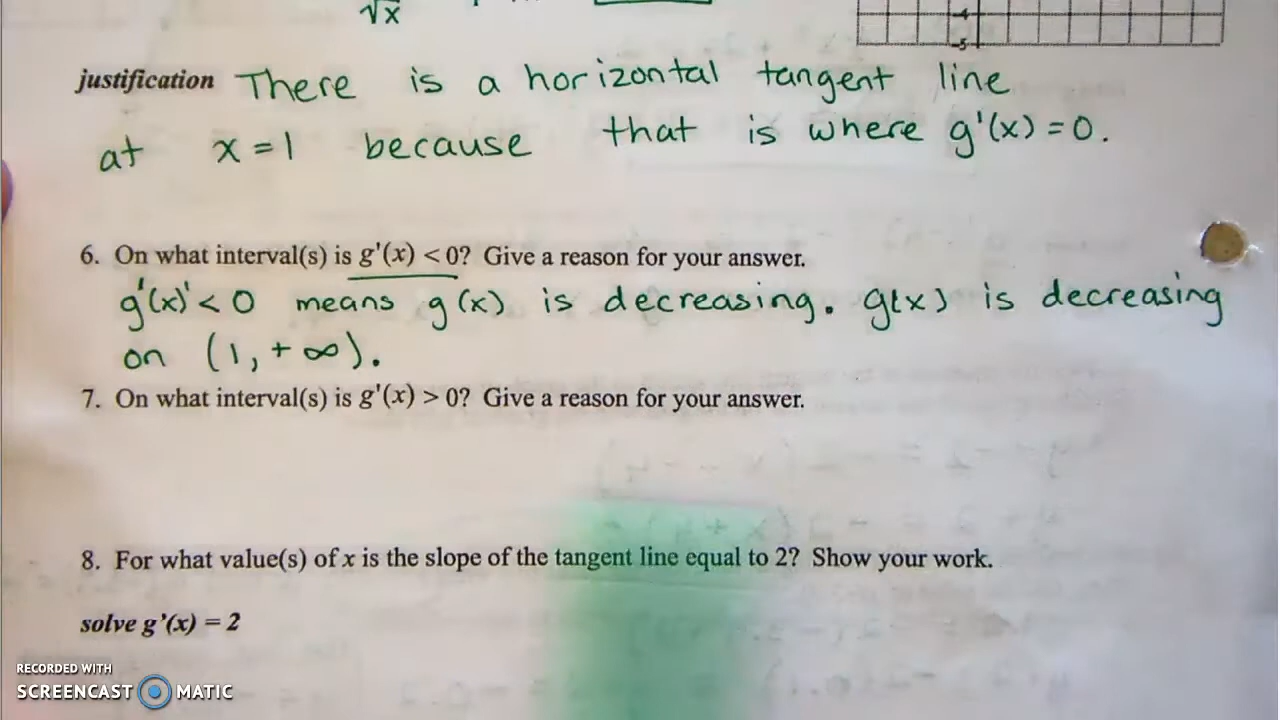 √x
-4
-5
justification There is a horizontal tangent line
at x=1 because that is where g'(x)=0.
6. On what interval(s) is g'(x) < 0? Give a reason for your answer.
g'(x)'<0 means g(x) is decreasing. g(x) is decreasing
on (1,+∞).
7. On what interval(s) is g'(x) > 0? Give a reason for your answer.
8. For what value(s) of x is the slope of the tangent line equal to 2? Show your work.
solve g'(x) = 2
RECORDED WITH
SCREENCAST MATIC